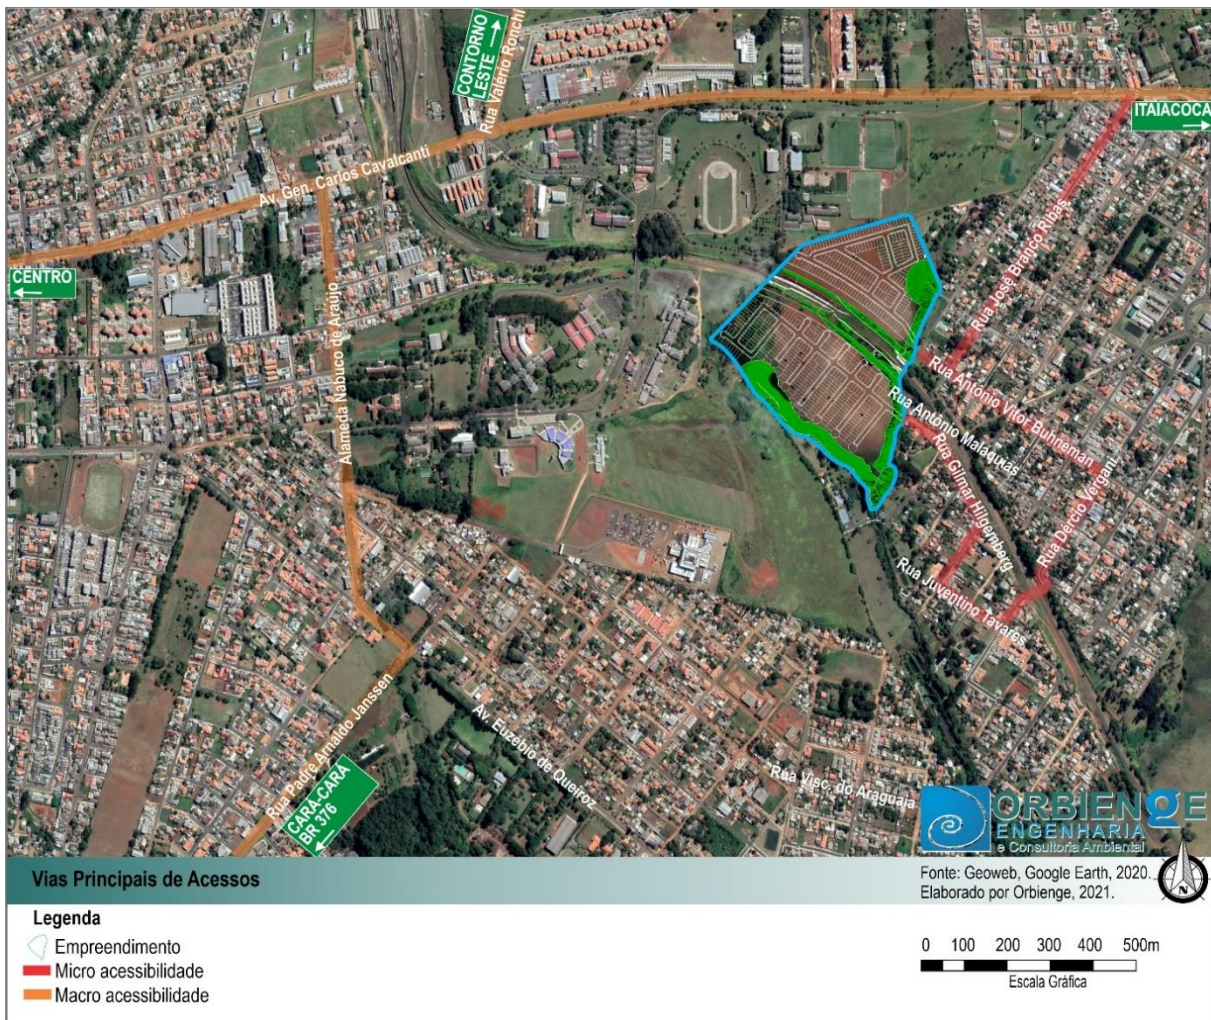 CONTORNO
LESTE
Rua Valério Ronchi
ITAIACOCA
Av. Gen. Carlos Cavalcanti
CENTRO
Rua José Branco Ribas
Alameda Nabuco de Araújo
Rua Antonio Vitor Bunneman
Rua Antonio Malaquias
Rua Gilmar Hilgemberg
Rua Dércio Vergani
Rua Juventino Tavares
Rua Padre Arnaldo Janssen
Av. Euzébio de Queiroz
CARA-CARA
BR 376
Rua Visc. do Araguaia
ORBIENGE
ENGENHARIA
e Consultoria Ambiental
Vias Principais de Acessos
Fonte: Geoweb, Google Earth, 2020.
Elaborado por Orbienge, 2021.
N
Legenda
Empreendimento
Micro acessibilidade
Macro acessibilidade
0 100 200 300 400 500m
Escala Gráfica